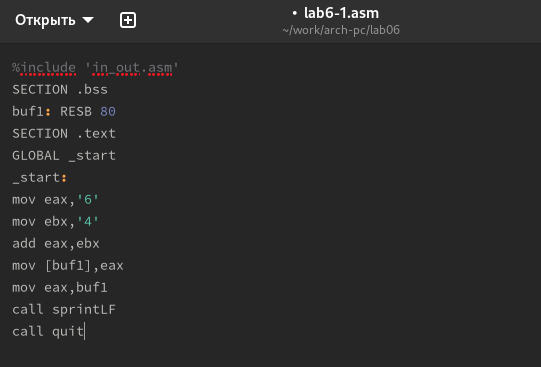 Открыть
• lab6-1.asm
~/work/arch-pc/lab06
%include 'in_out.asm'
SECTION .bss
buf1: RESB 80
SECTION .text
GLOBAL _start
_start:
mov eax,'6'
mov ebx,'4'
add eax,ebx
mov [buf1],eax
mov eax,buf1
call sprintLF
call quit